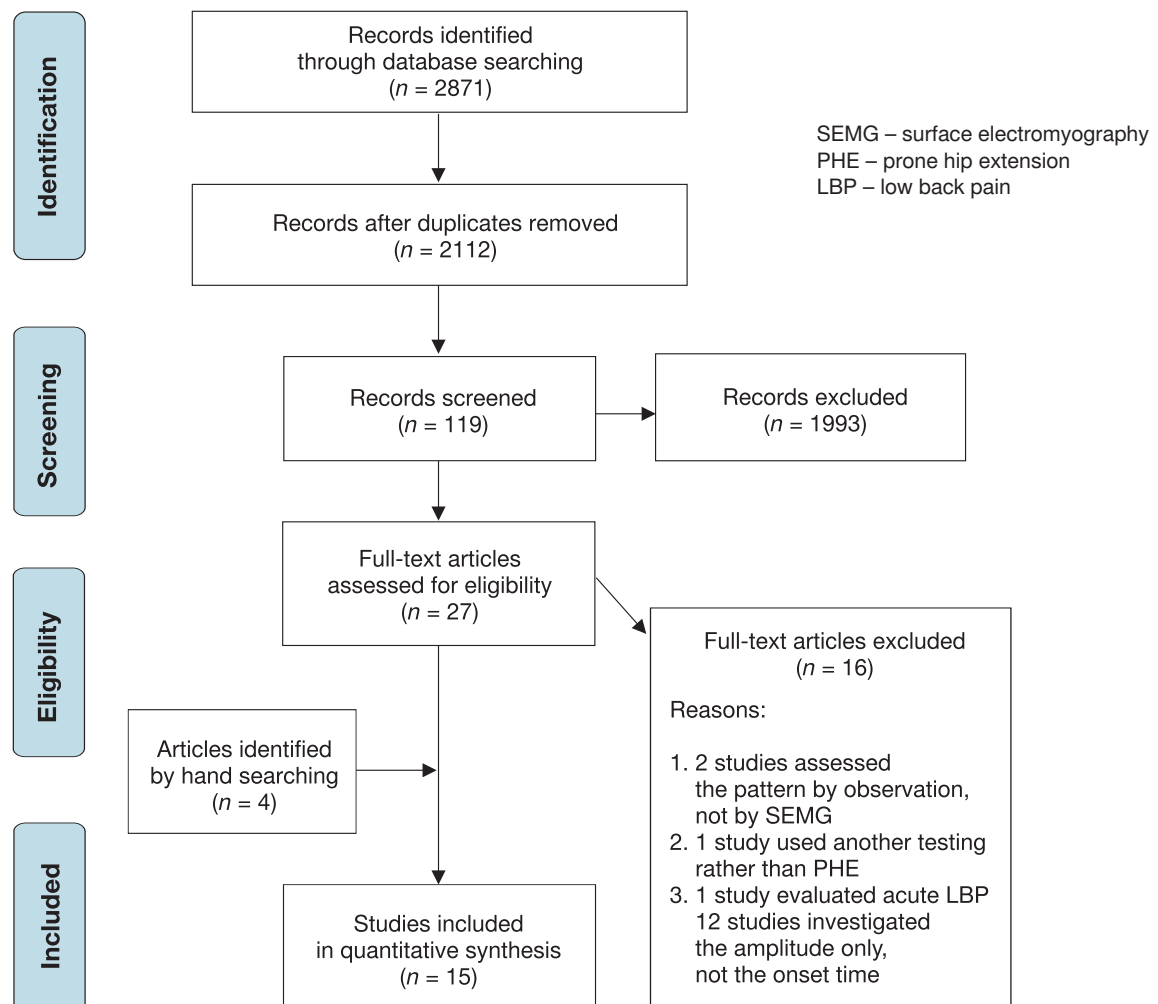 Identification
Records identified
through database searching
(n = 2871)
SEMG – surface electromyography
PHE – prone hip extension
LBP – low back pain
Records after duplicates removed
(n = 2112)
Screening
Records screened
(n = 119)
Records excluded
(n = 1993)
Eligibility
Full-text articles
assessed for eligibility
(n = 27)
Full-text articles excluded
(n = 16)
Reasons:
1. 2 studies assessed
the pattern by observation,
not by SEMG
2. 1 study used another testing
rather than PHE
3. 1 study evaluated acute LBP
12 studies investigated
the amplitude only,
not the onset time
Articles identified
by hand searching
(n = 4)
Included
Studies included
in quantitative synthesis
(n = 15)